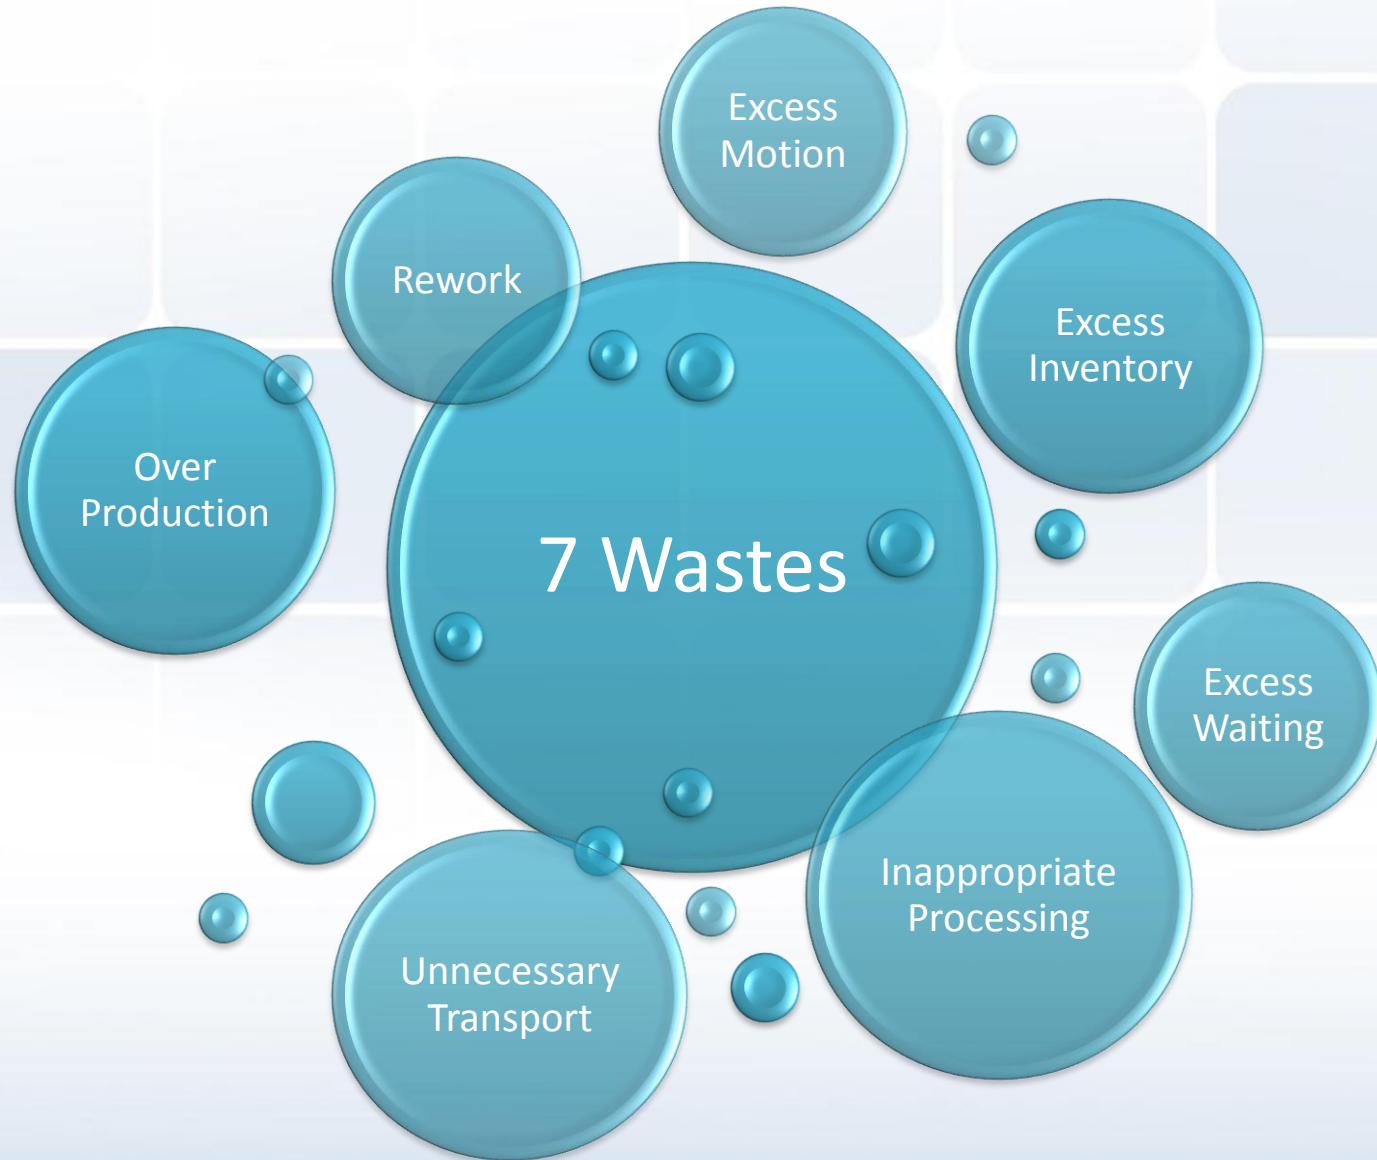 Excess
Motion
Rework
Excess
Inventory
Over
Production
7 Wastes
Excess
Waiting
Inappropriate
Processing
Unnecessary
Transport